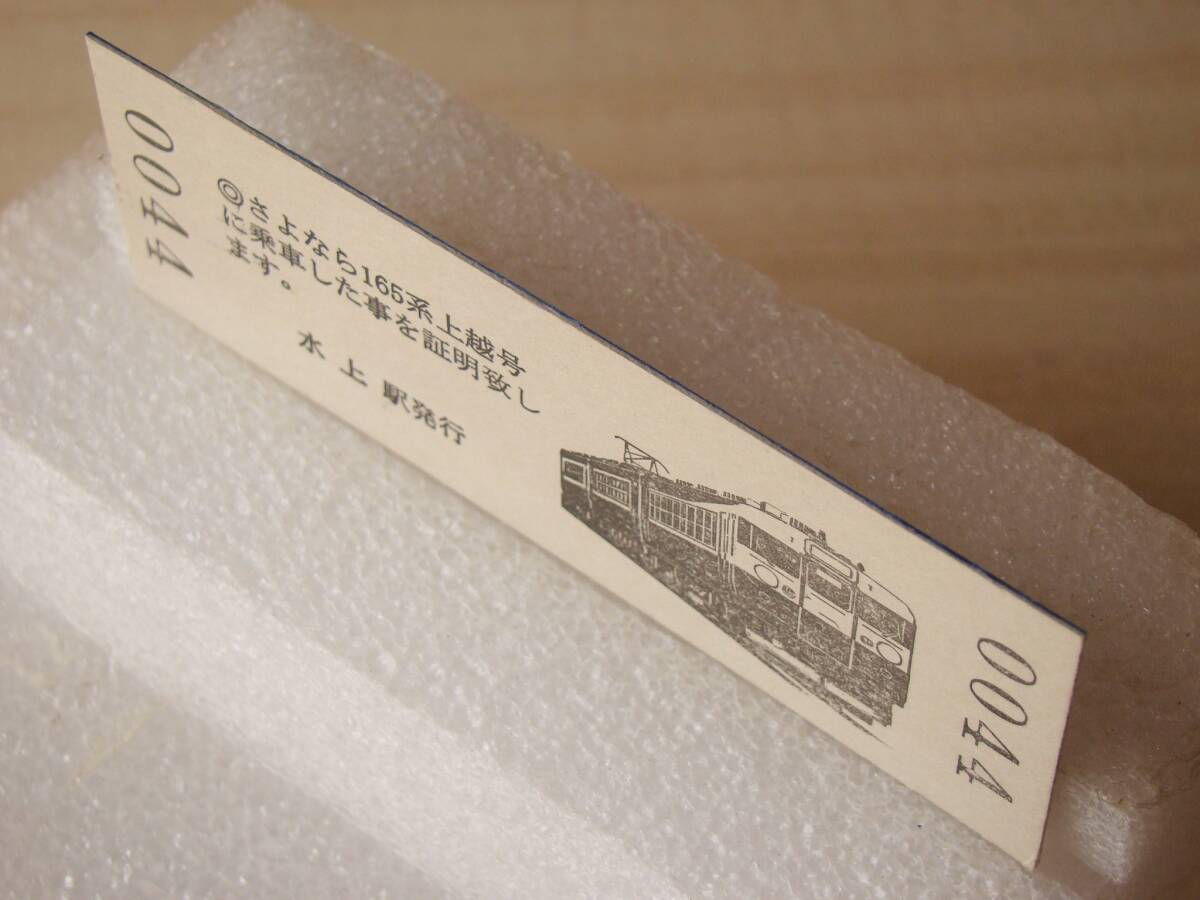 0044
◎さよなら165系上越号
に乗車した事を証明致し
ます。
水上駅発行
0044